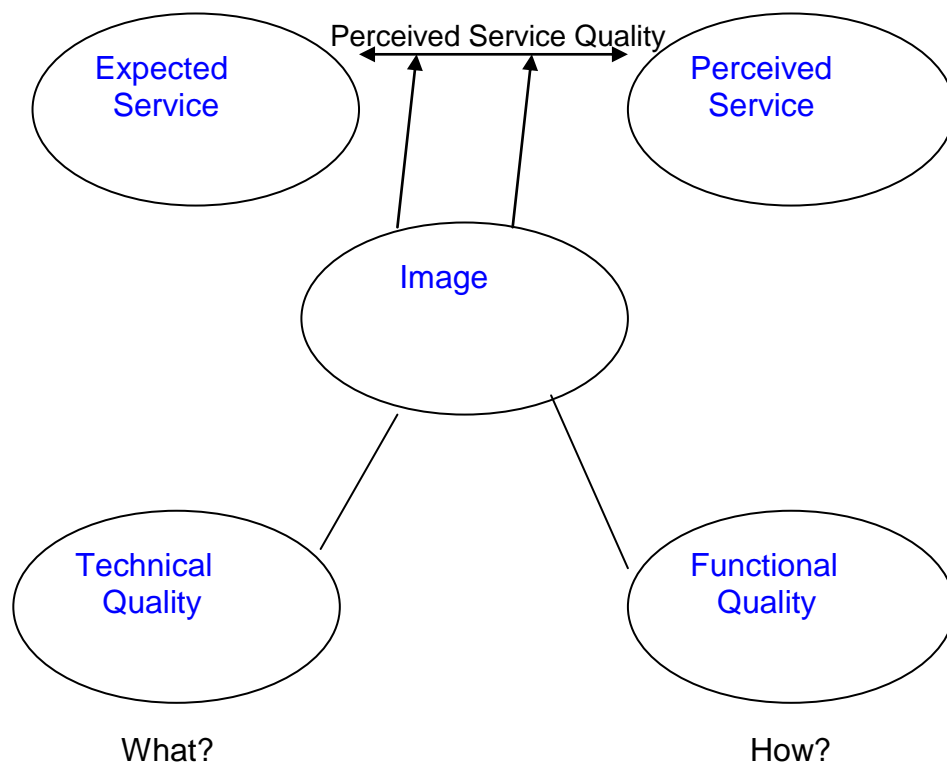 Perceived Service Quality
Expected
Service
Perceived
Service
Image
Technical
Quality
Functional
Quality
What?
How?